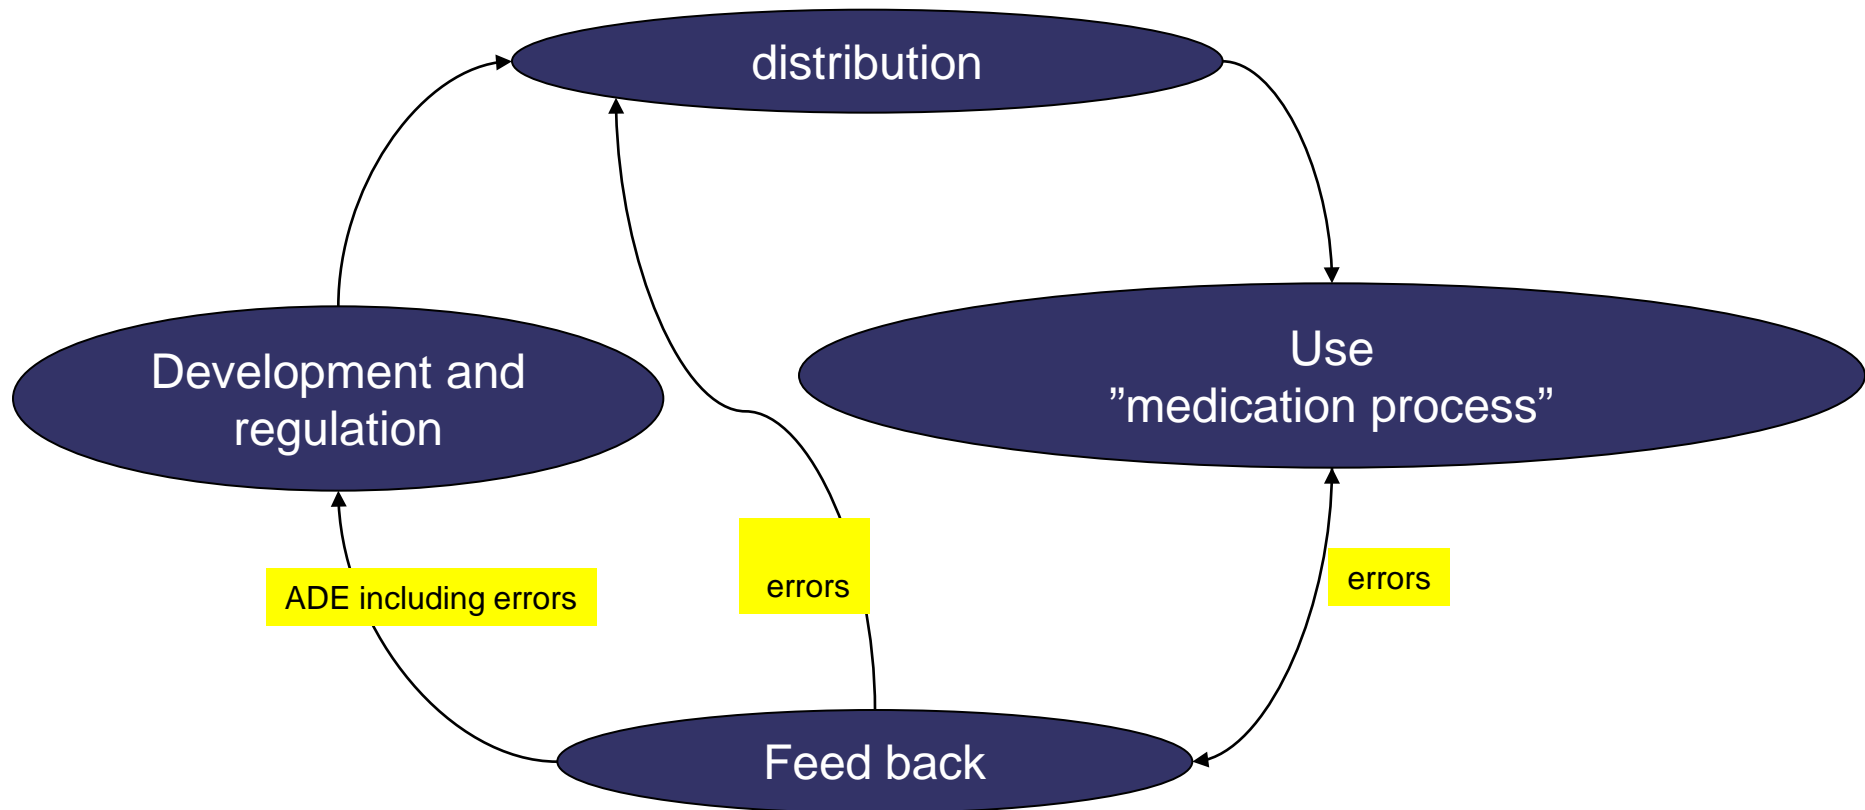 distribution
Development and
regulation
Use
”medication process”
ADE including errors
errors
errors
Feed back